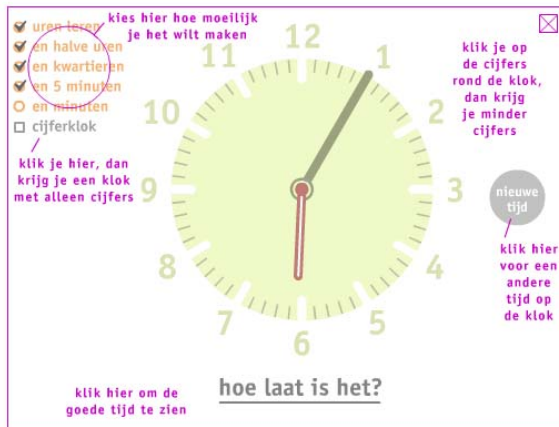 uren leren
en halve uren
en kwartieren
en 5 minuten
en minuten
cijferklok
kies hier hoe moeilijk
je het wilt maken
klik je hier, dan
krijg je een klok
met alleen cijfers
12
1
2
3
4
5
6
7
8
9
10
11
klik je op
de cijfers
rond de klok,
dan krijg
je minder
cijfers
nieuwe
tijd
klik hier
voor een
andere
tijd op
de klok
hoe laat is het?
klik hier om de
goede tijd te zien